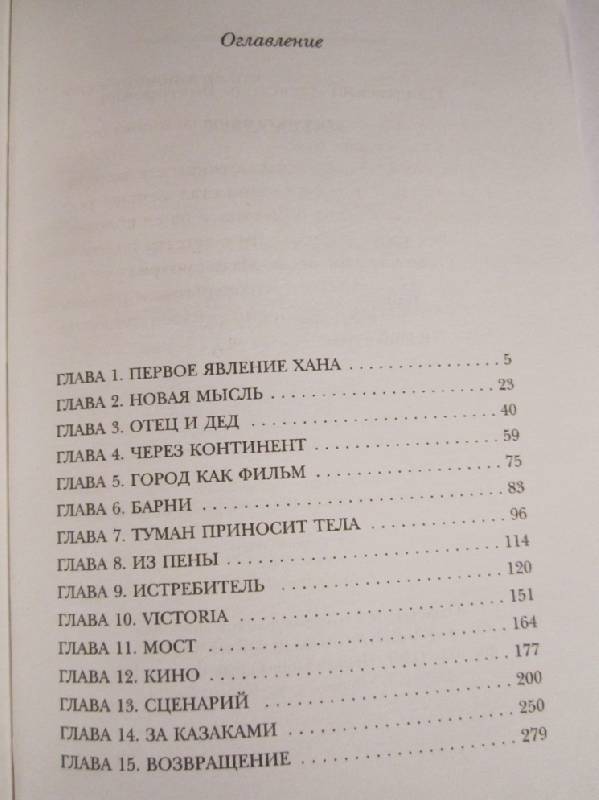 Оглавление
ГЛАВА 1. ПЕРВОЕ ЯВЛЕНИЕ ХАНА . . . . . . . . . . . . . . . 5
ГЛАВА 2. НОВАЯ МЫСЛЬ . . . . . . . . . . . . . . . . . . . . . . 23
ГЛАВА 3. ОТЕЦ И ДЕД . . . . . . . . . . . . . . . . . . . . . . . . 40
ГЛАВА 4. ЧЕРЕЗ КОНТИНЕНТ . . . . . . . . . . . . . . . . . . 59
ГЛАВА 5. ГОРОД КАК ФИЛЬМ . . . . . . . . . . . . . . . . . . 75
ГЛАВА 6. БАРНИ . . . . . . . . . . . . . . . . . . . . . . . . . . . . 83
ГЛАВА 7. ТУМАН ПРИНОСИТ ТЕЛА . . . . . . . . . . . . . 96
ГЛАВА 8. ИЗ ПЕНЫ . . . . . . . . . . . . . . . . . . . . . . . . . 114
ГЛАВА 9. ИСТРЕБИТЕЛЬ . . . . . . . . . . . . . . . . . . . . . 120
ГЛАВА 10. VICTORIA . . . . . . . . . . . . . . . . . . . . . . . . 151
ГЛАВА 11. МОСТ . . . . . . . . . . . . . . . . . . . . . . . . . . . 164
ГЛАВА 12. КИНО . . . . . . . . . . . . . . . . . . . . . . . . . . . 177
ГЛАВА 13. СЦЕНАРИЙ . . . . . . . . . . . . . . . . . . . . . . 200
ГЛАВА 14. ЗА КАЗАКАМИ . . . . . . . . . . . . . . . . . . . . 250
ГЛАВА 15. ВОЗВРАЩЕНИЕ . . . . . . . . . . . . . . . . . . . 279